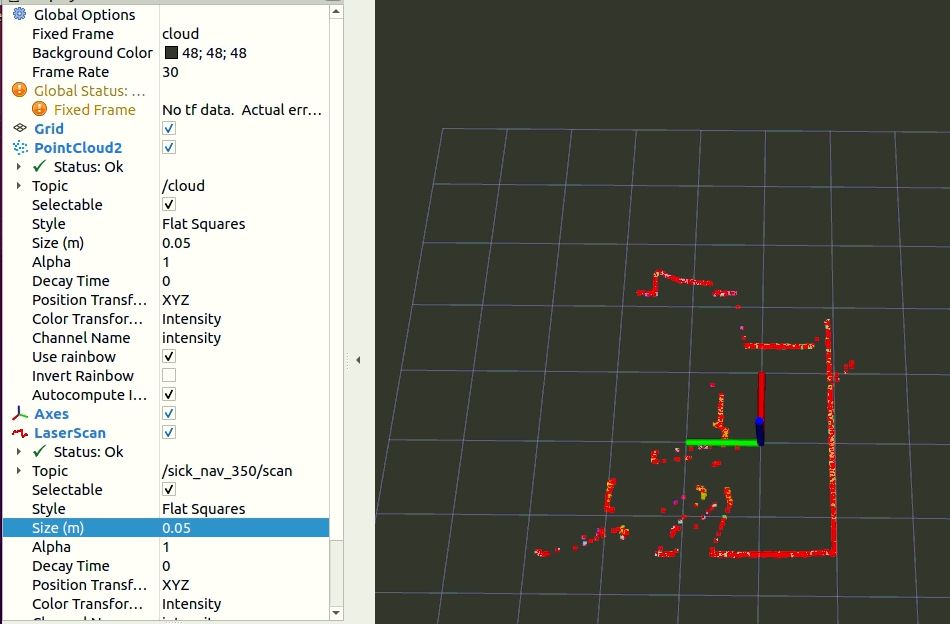 Global Options
Fixed Frame cloud
Background Color 48; 48; 48
Frame Rate 30
Global Status: ...
Fixed Frame No tf data. Actual err...
Grid
PointCloud2
Status: Ok
Topic /cloud
Selectable
Style Flat Squares
Size (m) 0.05
Alpha 1
Decay Time 0
Position Transf... XYZ
Color Transfor... Intensity
Channel Name intensity
Use rainbow
Invert Rainbow
Autocompute I...
Axes
LaserScan
Status: Ok
Topic /sick_nav_350/scan
Selectable
Style Flat Squares
Size (m) 0.05
Alpha 1
Decay Time 0
Position Transf... XYZ
Color Transfor... Intensity